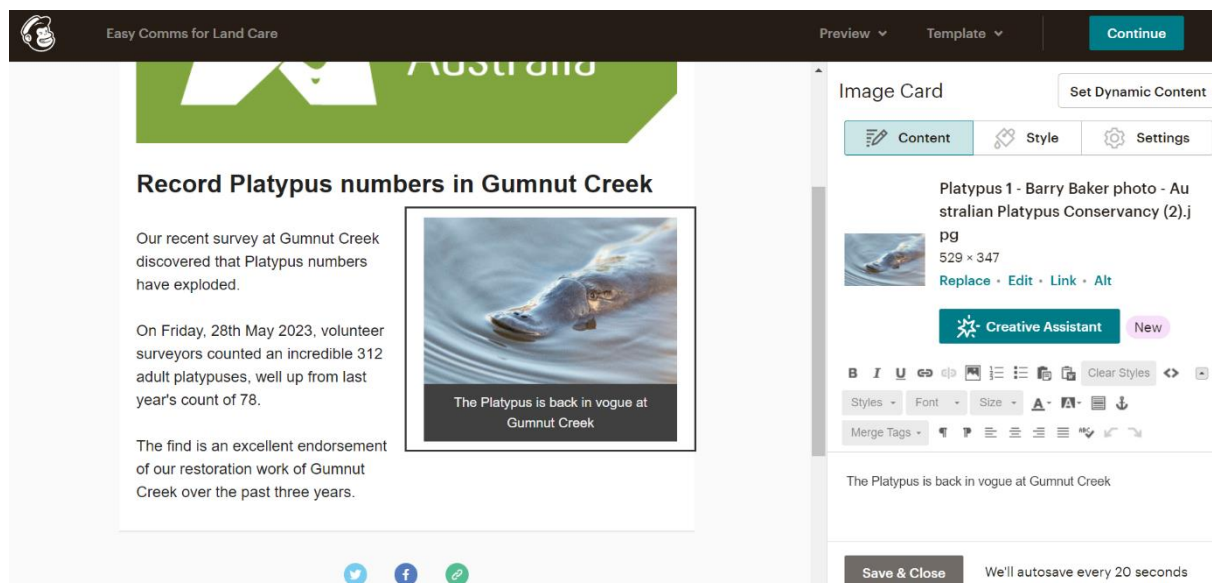 Easy Comms for Land Care
Preview
Template
Continue
Australia
Record Platypus numbers in Gumnut Creek
Our recent survey at Gumnut Creek
discovered that Platypus numbers
have exploded.
On Friday, 28th May 2023, volunteer
surveyors counted an incredible 312
adult platypuses, well up from last
year's count of 78.
The find is an excellent endorsement
of our restoration work of Gumnut
Creek over the past three years.
The Platypus is back in vogue at
Gumnut Creek
Image Card
Set Dynamic Content
Content
Style
Settings
Platypus 1 - Barry Baker photo - Au
stralian Platypus Conservancy (2).j
pg
529 × 347
Replace · Edit · Link · Alt
Creative Assistant
New
B I U
Clear Styles
Styles
Font
Size
A
A
Merge Tags
The Platypus is back in vogue at Gumnut Creek
Save & Close
We'll autosave every 20 seconds